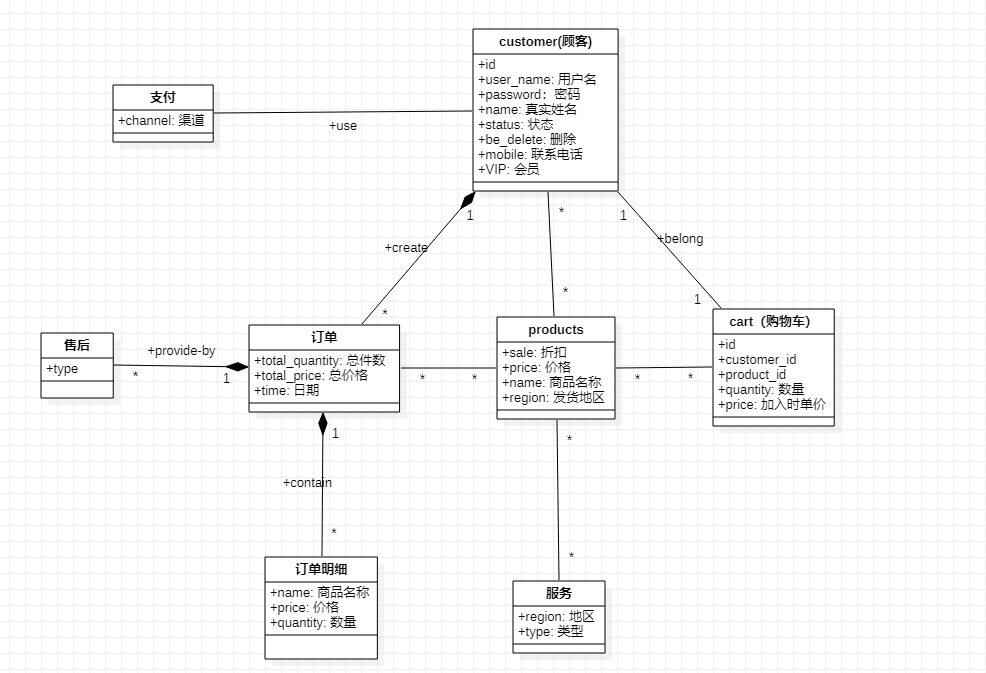 customer(顾客)
+id
+user_name: 用户名
+password：密码
+name: 真实姓名
+status: 状态
+be_delete: 删除
+mobile: 联系电话
+VIP: 会员
支付
+channel: 渠道
+use
1
*
1
+create
+belong
*
*
1
订单
+total_quantity: 总件数
+total_price: 总价格
+time: 日期
products
+sale: 折扣
+price: 价格
+name: 商品名称
+region: 发货地区
cart（购物车）
+id
+customer_id
+product_id
+quantity: 数量
+price: 加入时单价
售后
+type
+provide-by
*
1
*
*
*
*
1
+contain
*
*
*
订单明细
+name: 商品名称
+price: 价格
+quantity: 数量
服务
+region: 地区
+type: 类型